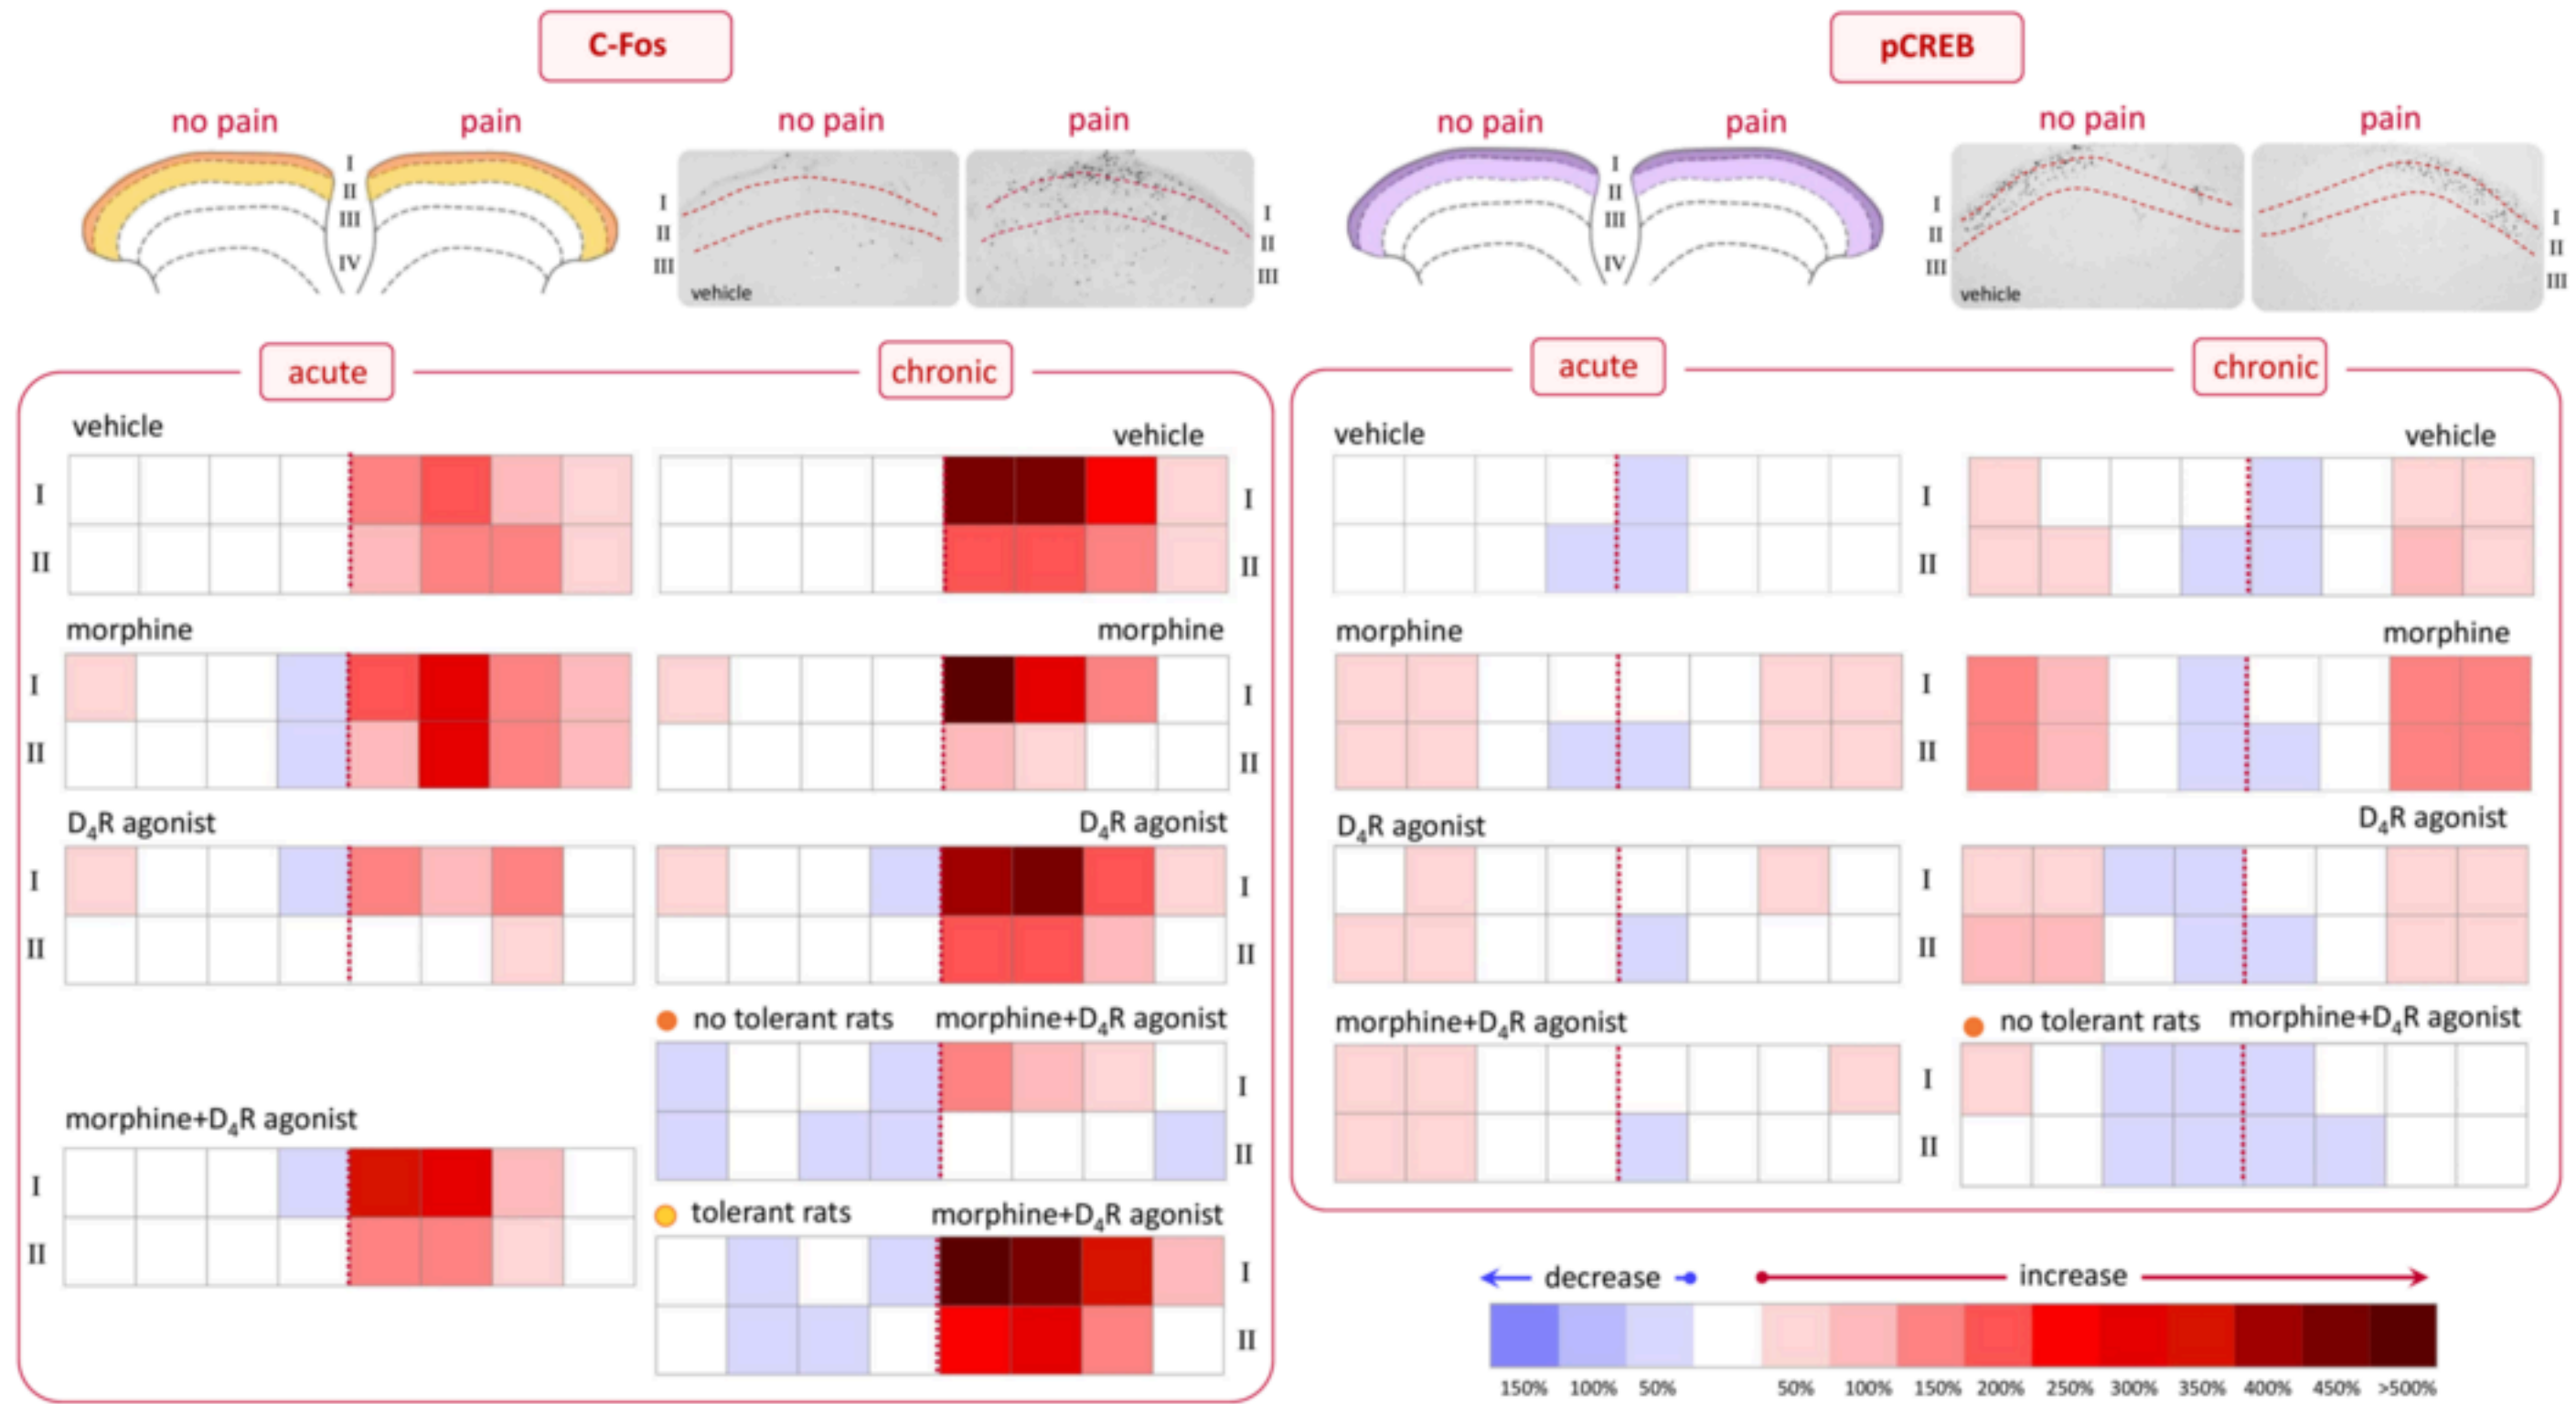 C-Fos
no pain
pain
I
II
III
IV
no pain
pain
I
II
III
vehicle
I
II
III
acute
chronic
vehicle
I
II
vehicle
I
II
morphine
I
II
morphine
I
II
D₄R agonist
I
II
D₄R agonist
I
II
no tolerant rats morphine+D₄R agonist
I
II
morphine+D₄R agonist
I
II
tolerant rats morphine+D₄R agonist
I
II
pCREB
no pain
pain
I
II
III
IV
no pain
pain
I
II
III
vehicle
I
II
III
acute
chronic
vehicle
vehicle
I
II
morphine
morphine
I
II
D₄R agonist
D₄R agonist
I
II
morphine+D₄R agonist
no tolerant rats morphine+D₄R agonist
I
II
decrease
increase
150% 100% 50% 50% 100% 150% 200% 250% 300% 350% 400% 450% >500%